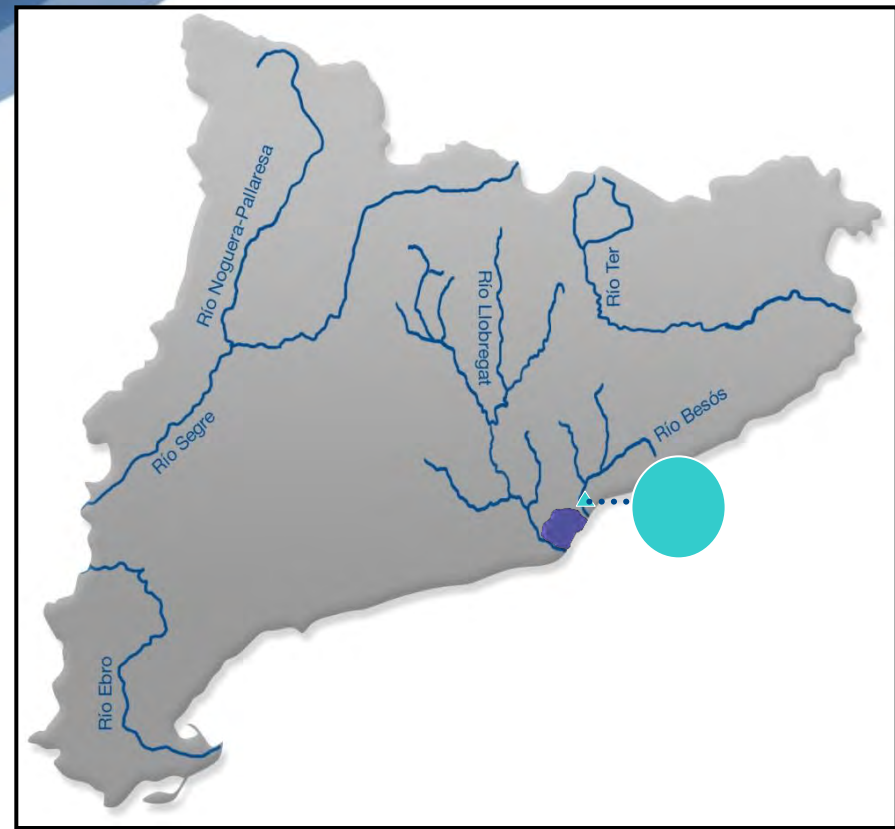 Río Noguera-Pallaresa
Río Ter
Río Llobregat
Río Besós
Río Segre
Río Ebro